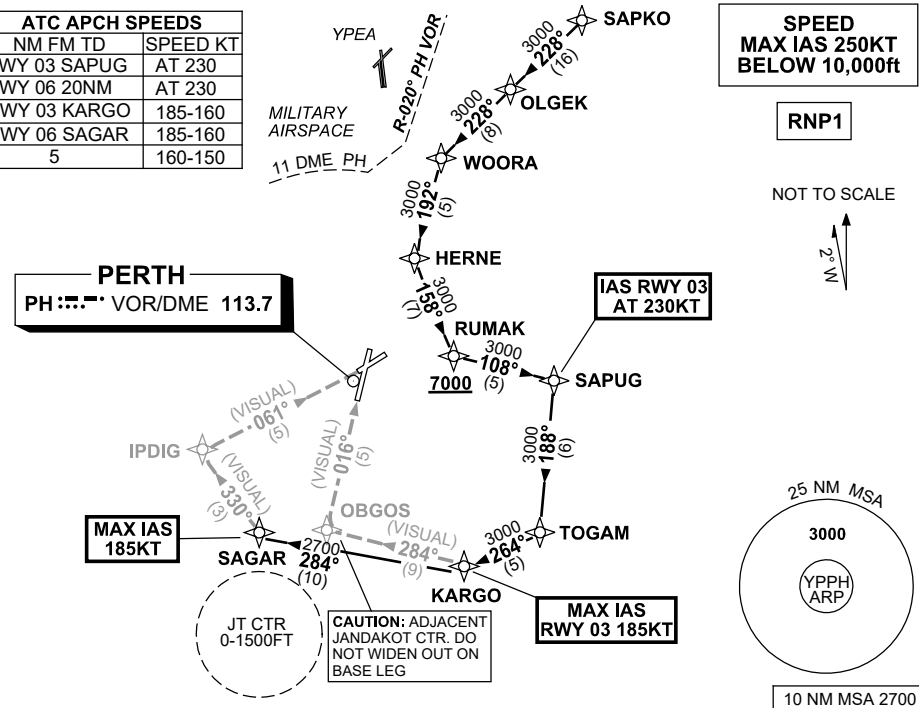 ATC APCH SPEEDS
NM FM TD SPEED KT
WY 03 SAPUG AT 230
WY 06 20NM AT 230
WY 03 KARGO 185-160
WY 06 SAGAR 185-160
5 160-150
YPEA
MILITARY
AIRSPACE
R-020° PH VOR
11 DME PH
SAPKO
3000
228°
(16)
OLGEK
3000
228°
(8)
WOORA
3000
192°
(5)
HERNE
3000
158°
(7)
RUMAK
7000
3000
108°
(5)
SAPUG
IAS RWY 03
AT 230KT
3000
188°
(6)
TOGAM
3000
264°
(5)
KARGO
MAX IAS
RWY 03 185KT
(VISUAL)
284°
(9)
OBGOS
(VISUAL)
016°
(5)
2700
284°
(10)
SAGAR
MAX IAS
185KT
(VISUAL)
330°
(3)
IPDIG
(VISUAL)
061°
(5)
PERTH
PH VOR/DME 113.7
JT CTR
0-1500FT
CAUTION: ADJACENT
JANDAKOT CTR. DO
NOT WIDEN OUT ON
BASE LEG
SPEED
MAX IAS 250KT
BELOW 10,000ft
RNP1
NOT TO SCALE
2° W
25 NM MSA
3000
YPPH
ARP
10 NM MSA 2700